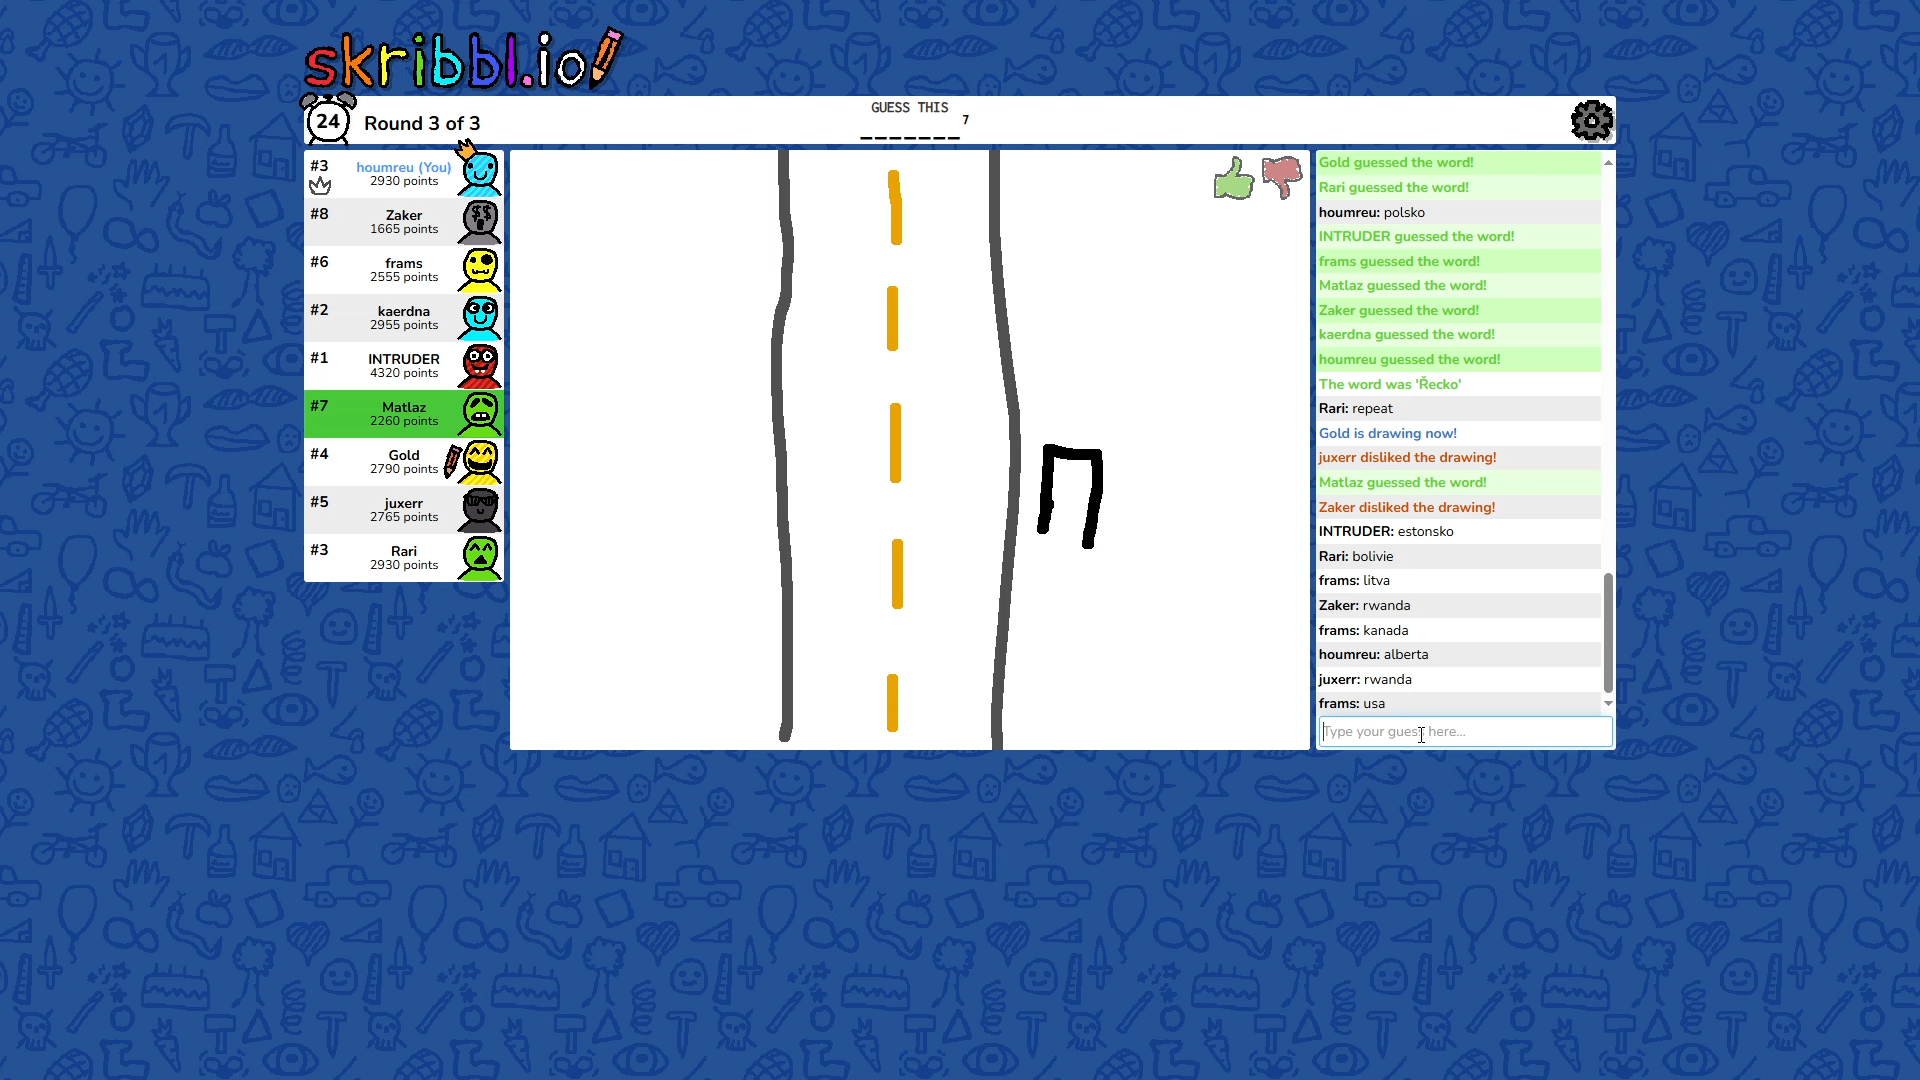 skribbl.io
24
Round 3 of 3
GUESS THIS
_______ 7
#3
houmreu (You)
2930 points
#8
Zaker
1665 points
#6
frams
2555 points
#2
kaerdna
2955 points
#1
INTRUDER
4320 points
#7
Matlaz
2260 points
#4
Gold
2790 points
#5
juxerr
2765 points
#3
Rari
2930 points
Gold guessed the word!
Rari guessed the word!
houmreu: polsko
INTRUDER guessed the word!
frams guessed the word!
Matlaz guessed the word!
Zaker guessed the word!
kaerdna guessed the word!
houmreu guessed the word!
The word was 'Řecko'
Rari: repeat
Gold is drawing now!
juxerr disliked the drawing!
Matlaz guessed the word!
Zaker disliked the drawing!
INTRUDER: estonsko
Rari: bolivie
frams: litva
Zaker: rwanda
frams: kanada
houmreu: alberta
juxerr: rwanda
frams: usa
Type your guess here...